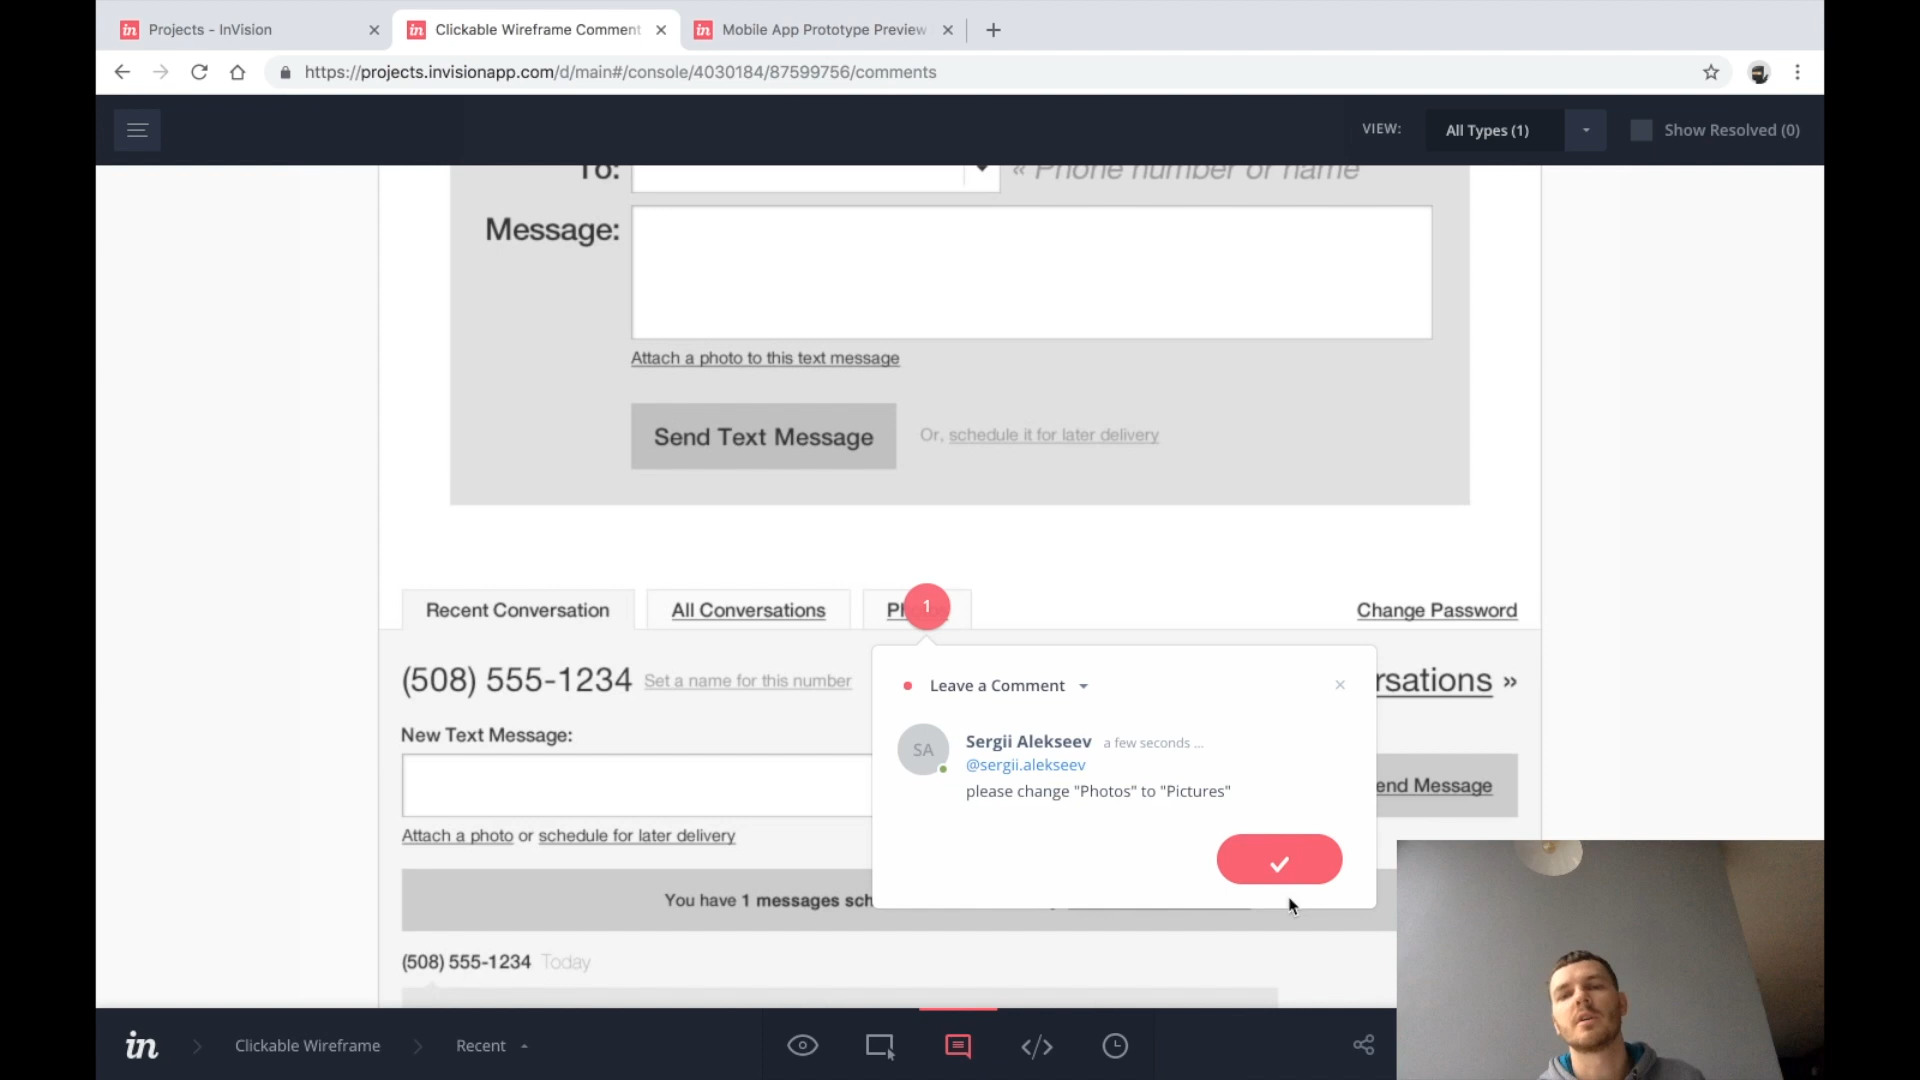 in Projects - InVision
in Clickable Wireframe Comment
in Mobile App Prototype Preview
https://projects.invisionapp.com/d/main#/console/4030184/87599756/comments
VIEW: All Types (1) Show Resolved (0)
To: « Phone number or name
Message:
Attach a photo to this text message
Send Text Message Or, schedule it for later delivery
Recent Conversation All Conversations 1 Change Password
(508) 555-1234 Set a name for this number »
Leave a Comment
New Text Message:
SA Sergii Alekseev a few seconds ...
@sergii.alekseev
please change "Photos" to "Pictures"
Message
Attach a photo or schedule for later delivery
You have 1 messages
(508) 555-1234 Today
in Clickable Wireframe Recent